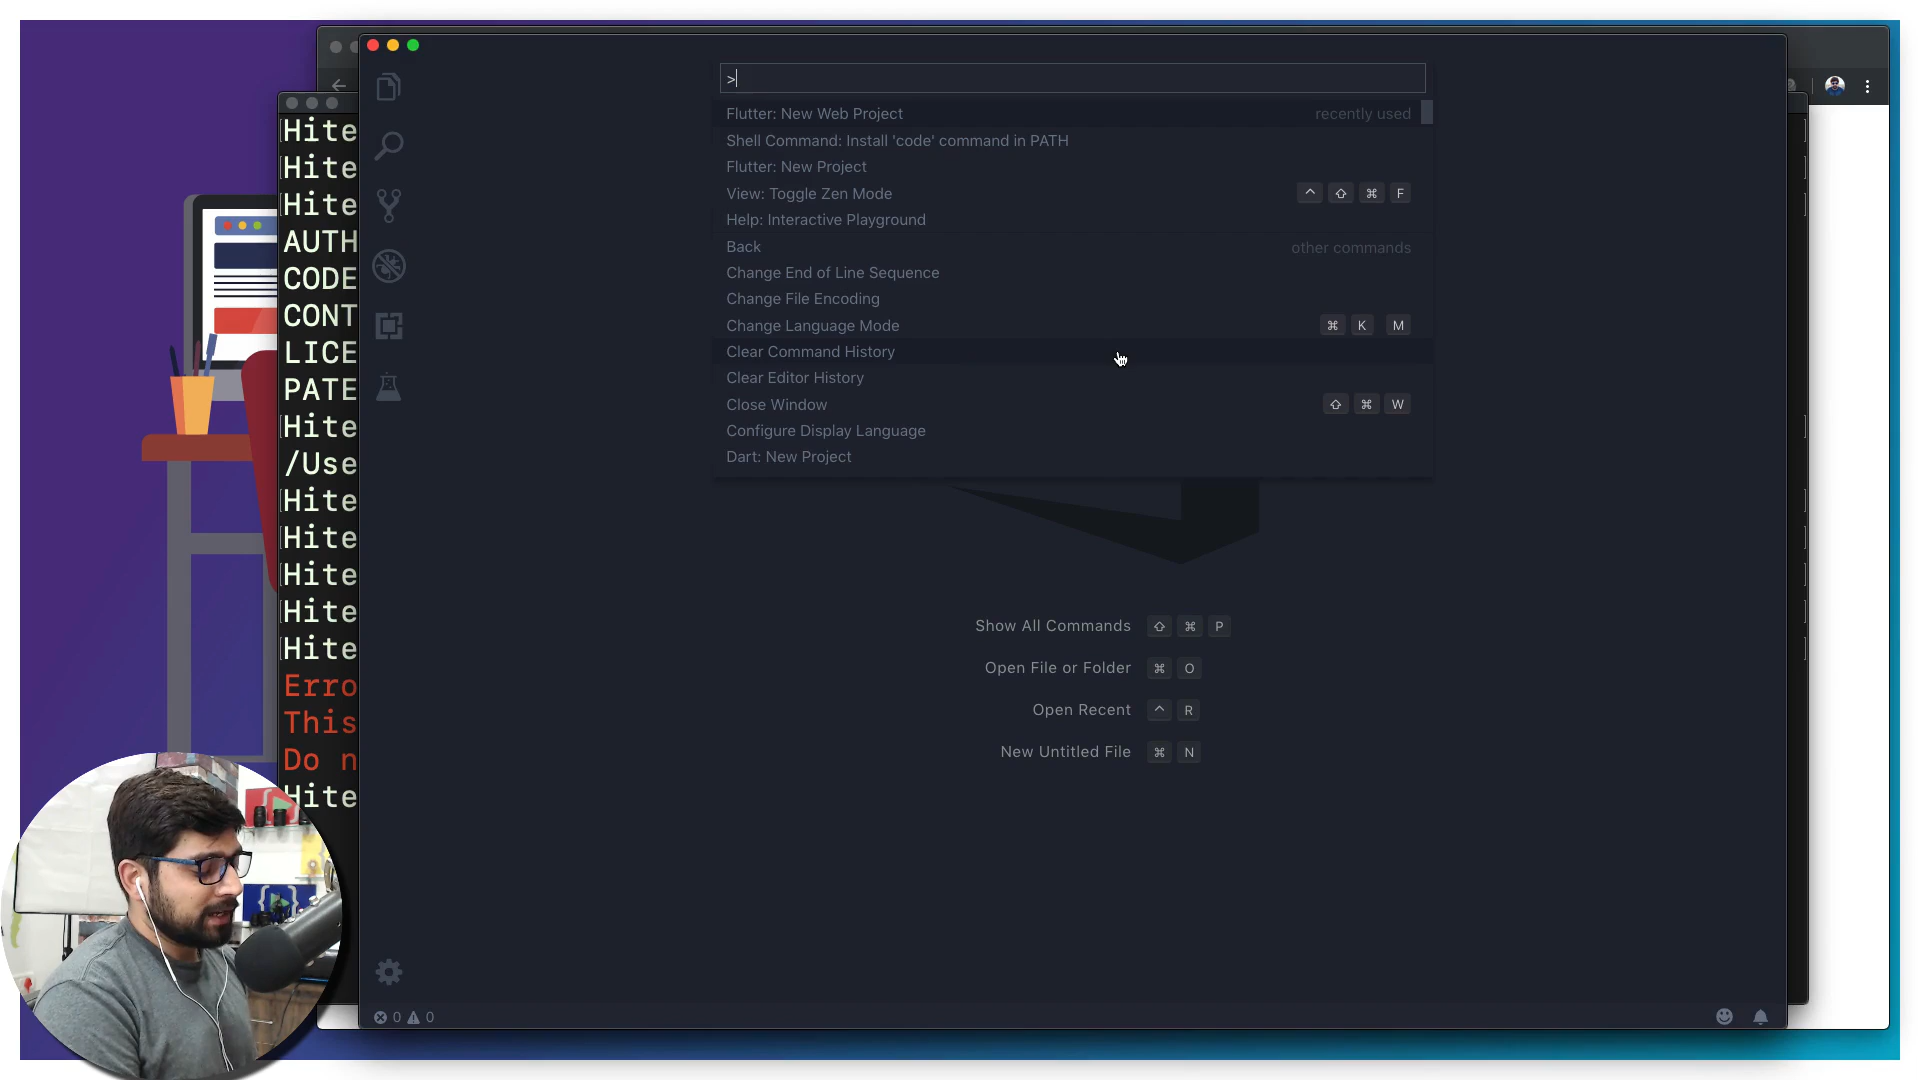 >
Flutter: New Web Project recently used
Shell Command: Install 'code' command in PATH
Flutter: New Project
View: Toggle Zen Mode ^ ⇧ ⌘ F
Help: Interactive Playground
Back other commands
Change End of Line Sequence
Change File Encoding
Change Language Mode ⌘ K M
Clear Command History
Clear Editor History
Close Window ⇧ ⌘ W
Configure Display Language
Dart: New Project
Show All Commands ⇧ ⌘ P
Open File or Folder ⌘ O
Open Recent ^ R
New Untitled File ⌘ N
0 0
[Hite
[Hite
[Hite
AUTH
CODE
CONT
LICE
PATE
[Hite
/Use
[Hite
[Hite
[Hite
[Hite
[Hite
Erro
This
Do n
Hite